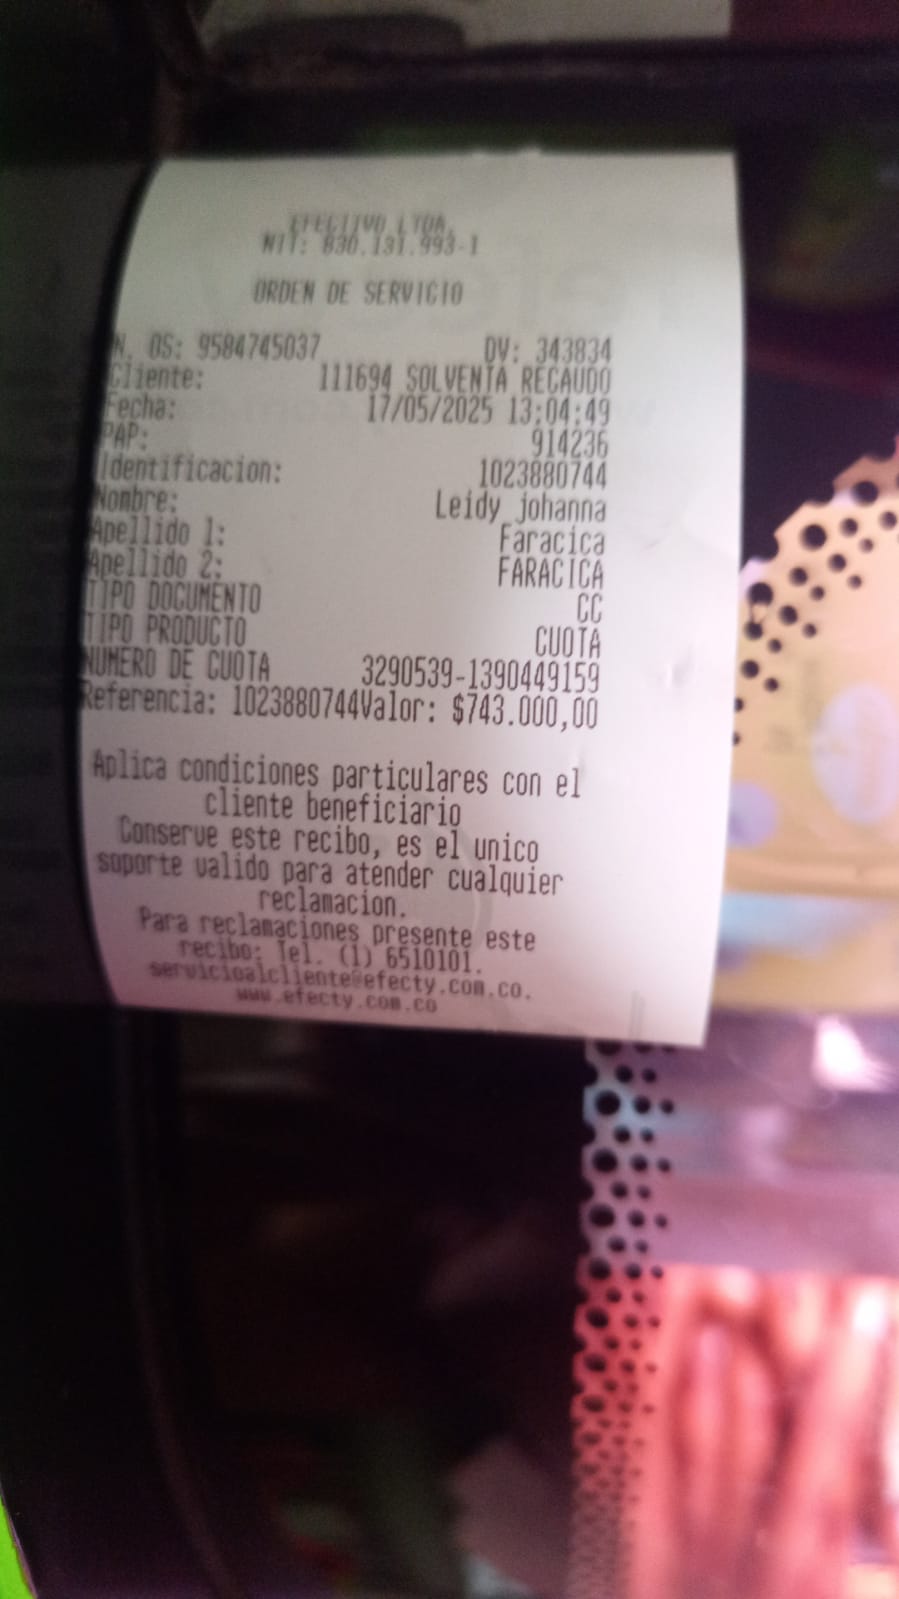 EFECTIVO LTDA.
NIT: 830.131.993-1
ORDEN DE SERVICIO
N. OS: 9584745037 DV: 343834
Cliente: 111694 SOLVENTA RECAUDO
Fecha: 17/05/2025 13:04:49
PAP: 914236
Identificacion: 1023880744
Nombre: Leidy johanna
Apellido 1: Faracica
Apellido 2: FARACICA
TIPO DOCUMENTO CC
TIPO PRODUCTO CUOTA
NUMERO DE CUOTA 3290539-1390449159
Referencia: 1023880744Valor: $743.000,00
Aplica condiciones particulares con el
cliente beneficiario
Conserve este recibo, es el unico
soporte valido para atender cualquier
reclamacion.
Para reclamaciones presente este
recibo: Tel. (1) 6510101.
servicioalcliente@efecty.com.co.
www.efecty.com.co